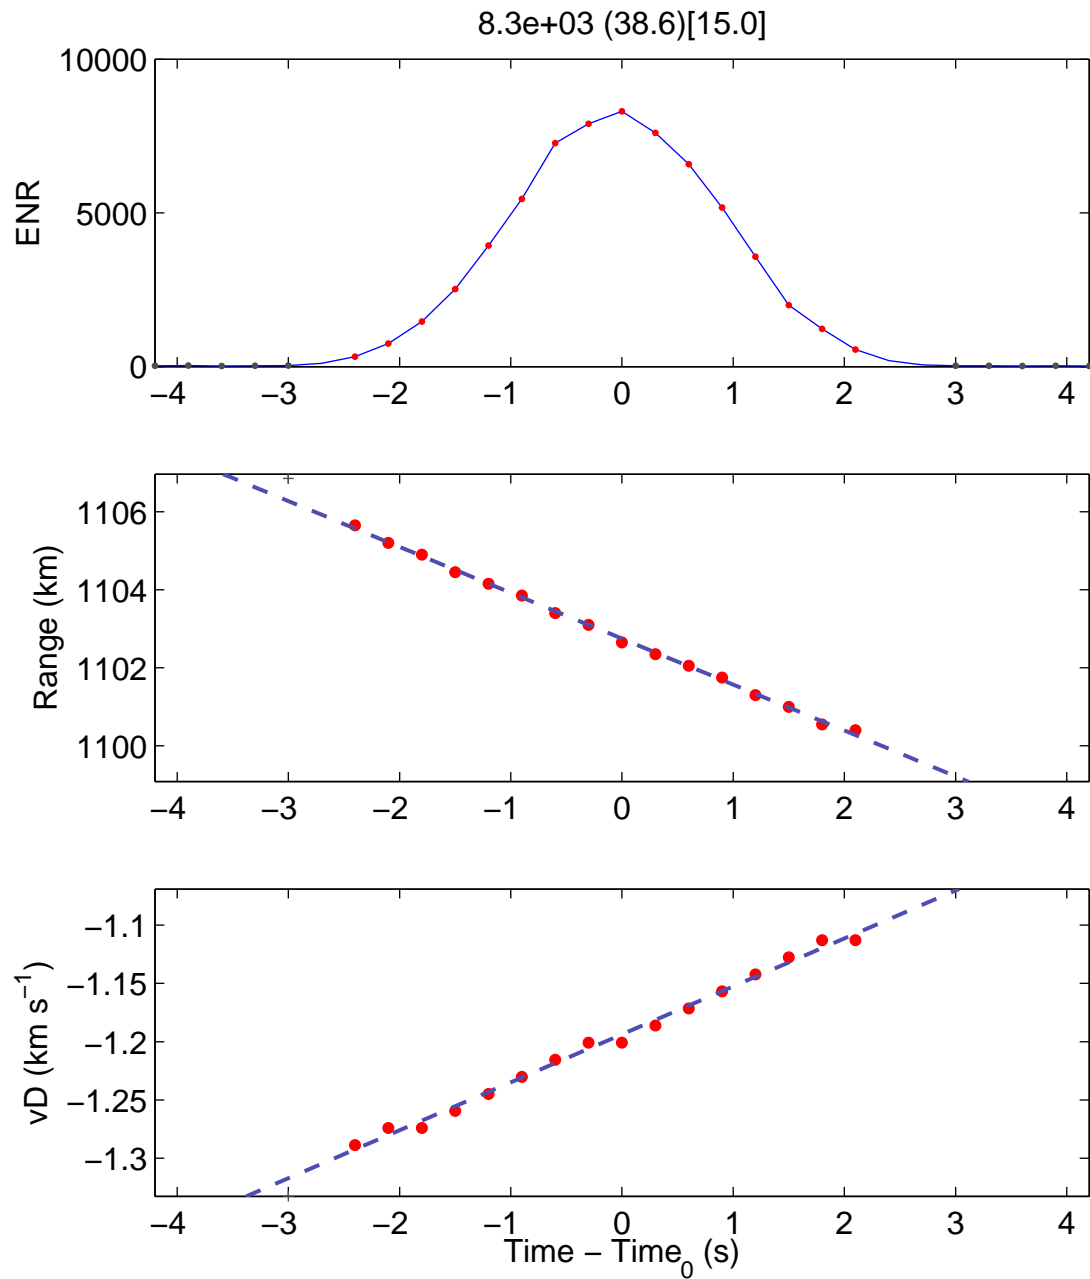 8.3e+03 (38.6)[15.0]
10000
5000
0
ENR
−4 −3 −2 −1 0 1 2 3 4
1106
1104
1102
1100
Range (km)
−4 −3 −2 −1 0 1 2 3 4
−1.1
−1.15
−1.2
−1.25
−1.3
vD (km s⁻¹)
−4 −3 −2 −1 0 1 2 3 4
Time − Time₀ (s)